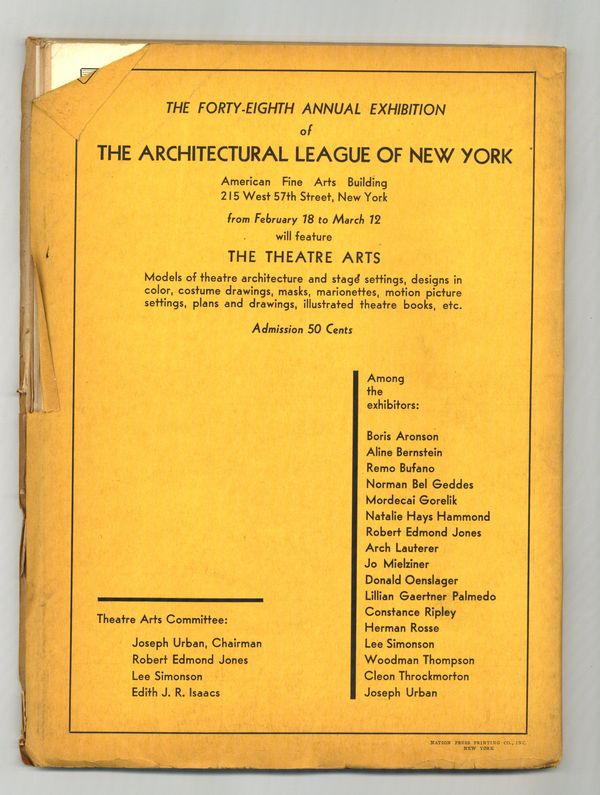 THE FORTY-EIGHTH ANNUAL EXHIBITION
of
THE ARCHITECTURAL LEAGUE OF NEW YORK
American Fine Arts Building
215 West 57th Street, New York
from February 18 to March 12
will feature
THE THEATRE ARTS
Models of theatre architecture and stage settings, designs in
color, costume drawings, masks, marionettes, motion picture
settings, plans and drawings, illustrated theatre books, etc.
Admission 50 Cents
Among
the
exhibitors:
Boris Aronson
Aline Bernstein
Remo Bufano
Norman Bel Geddes
Mordecai Gorelik
Natalie Hays Hammond
Robert Edmond Jones
Arch Lauterer
Jo Mielziner
Donald Oenslager
Lillian Gaertner Palmedo
Constance Ripley
Herman Rosse
Lee Simonson
Woodman Thompson
Cleon Throckmorton
Joseph Urban
Theatre Arts Committee:
Joseph Urban, Chairman
Robert Edmond Jones
Lee Simonson
Edith J. R. Isaacs
MATSON PRESS PRINTING CO., INC.
NEW YORK